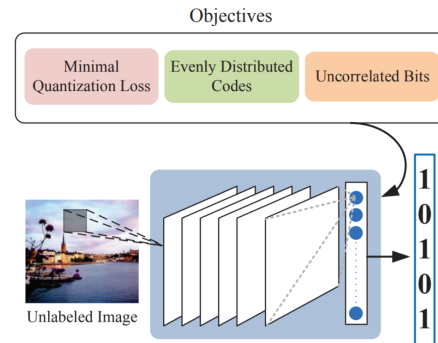 Objectives
Minimal
Quantization Loss
Evenly Distributed
Codes
Uncorrelated Bits
Unlabeled Image
1
0
1
0
1